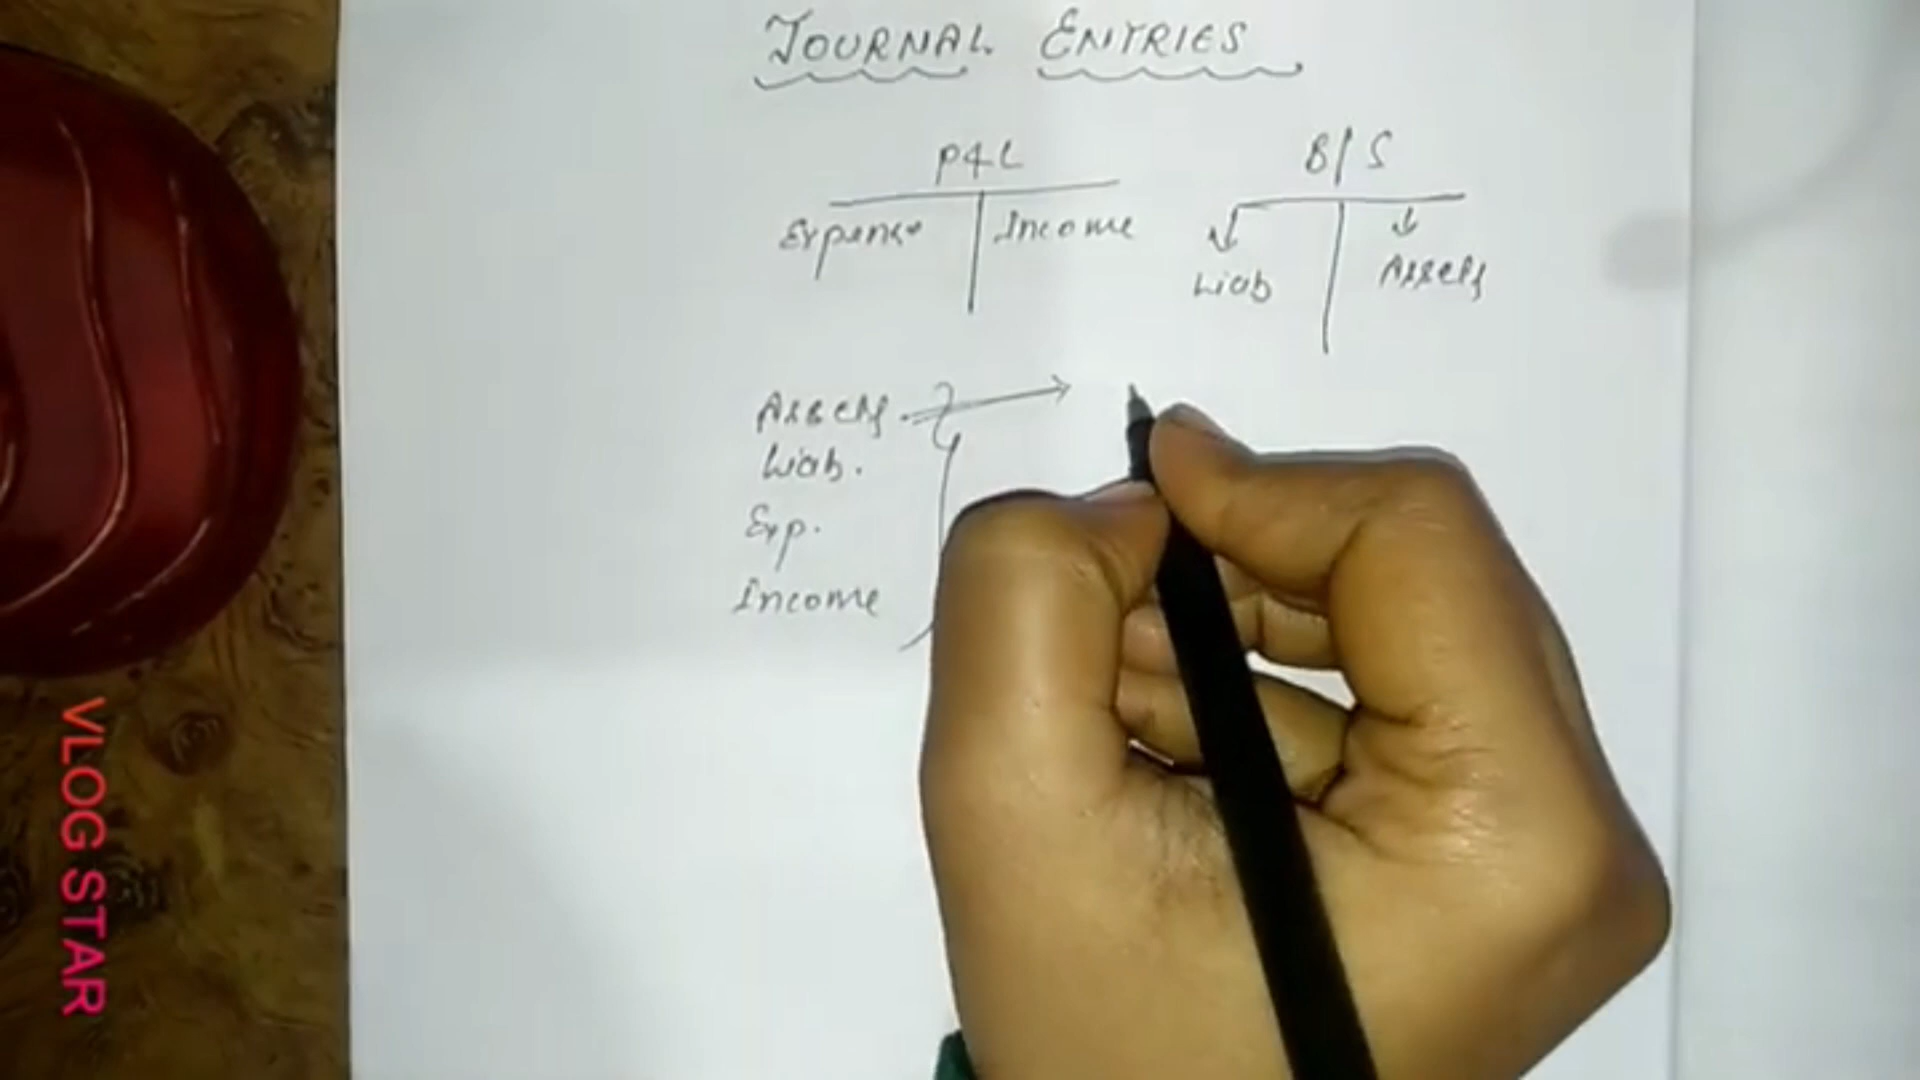 JOURNAL ENTRIES
P&L
B/S
Expense
Income
Liab
Assets
Assets
Liab.
Exp.
Income
VLOG STAR